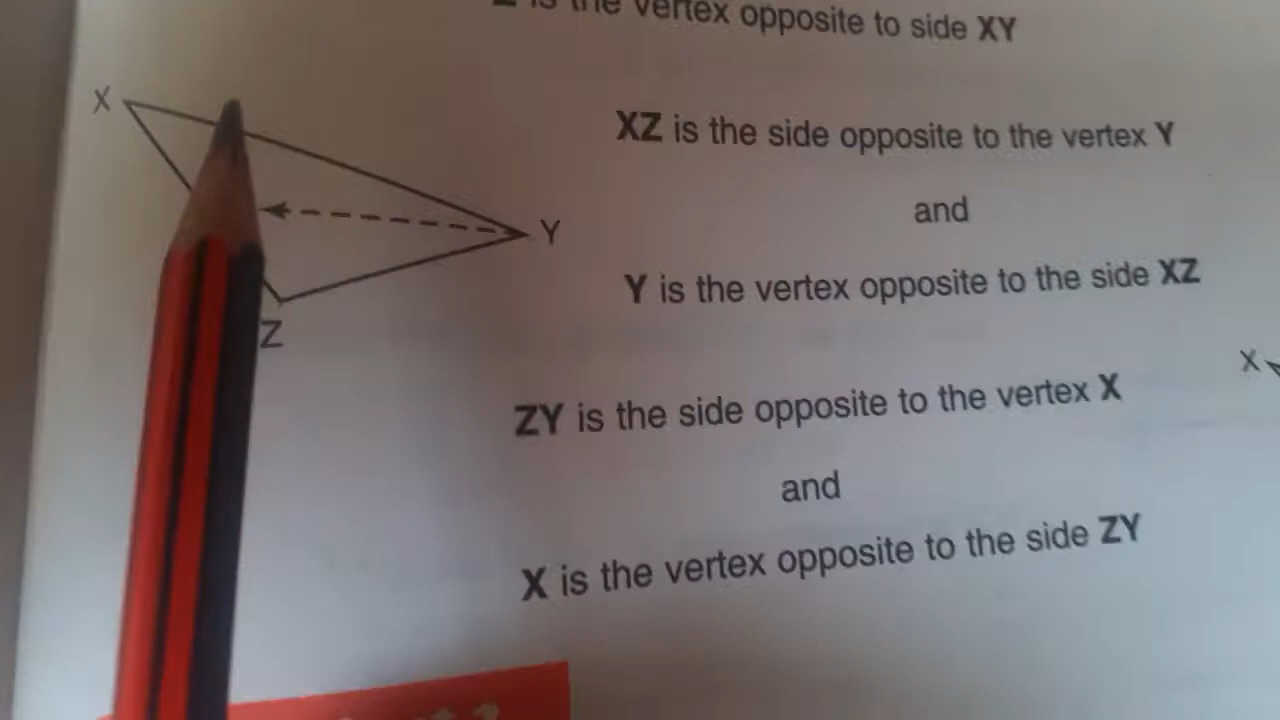 is the vertex opposite to side XY
X
XZ is the side opposite to the vertex Y
and
Y
Y is the vertex opposite to the side XZ
Z
X
ZY is the side opposite to the vertex X
and
X is the vertex opposite to the side ZY